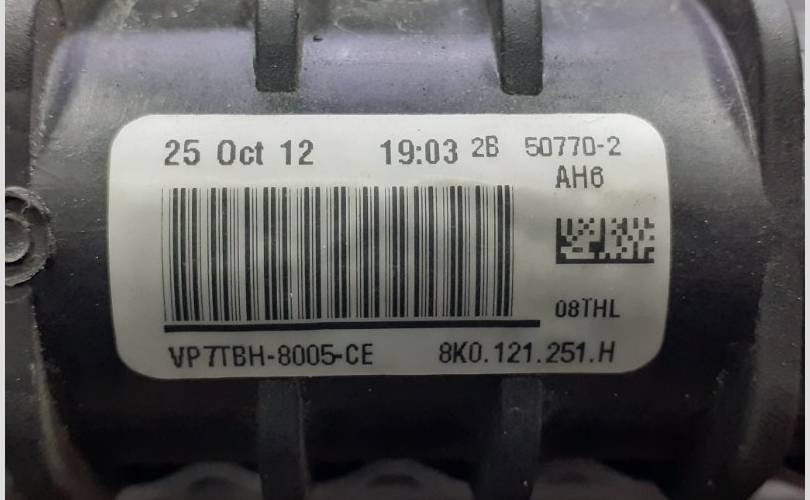 25 Oct 12 19:03 2B 50770-2
AH6
08THL
VP7TBH-8005-CE 8K0.121.251.H